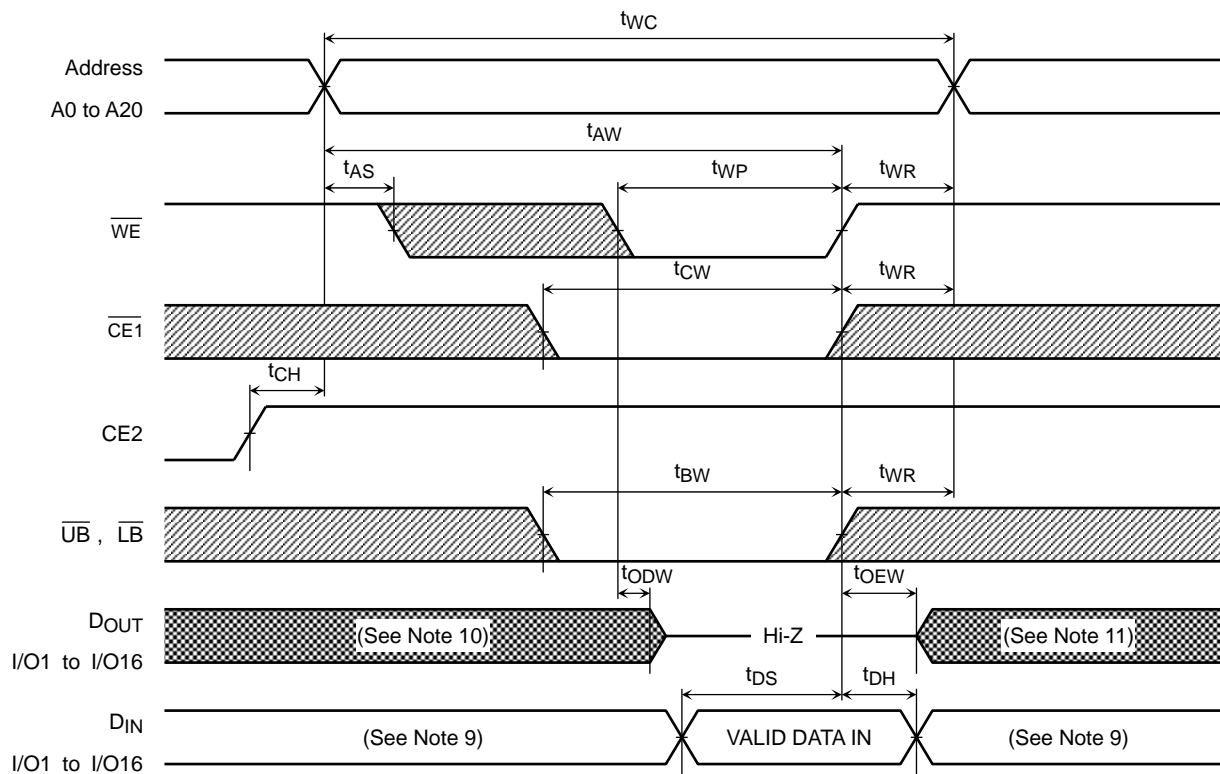 tWC
Address
A0 to A20
tAW
tAS
tWP
tWR
WE
tCW
tWR
CE1
tCH
CE2
tBW
tWR
UB , LB
tODW
tOEW
DOUT
(See Note 10)
Hi-Z
(See Note 11)
I/O1 to I/O16
tDS
tDH
DIN
(See Note 9)
VALID DATA IN
(See Note 9)
I/O1 to I/O16